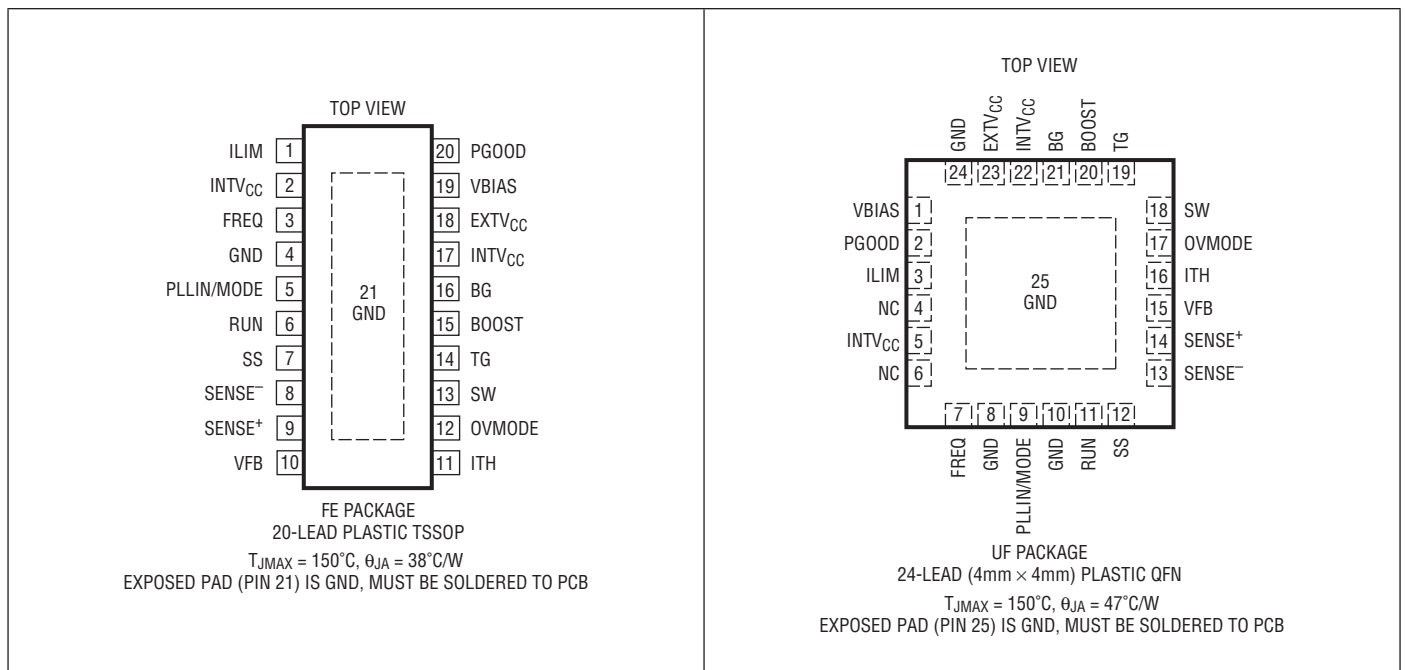 TOP VIEW
ILIM 1
INTVCC 2
FREQ 3
GND 4
PLLIN/MODE 5
RUN 6
SS 7
SENSE– 8
SENSE+ 9
VFB 10
20 PGOOD
19 VBIAS
18 EXTVCC
17 INTVCC
16 BG
15 BOOST
14 TG
13 SW
12 OVMODE
11 ITH
21
GND
FE PACKAGE
20-LEAD PLASTIC TSSOP
TJMAX = 150°C, θJA = 38°C/W
EXPOSED PAD (PIN 21) IS GND, MUST BE SOLDERED TO PCB
TOP VIEW
GND
EXTVCC
INTVCC
BG
BOOST
TG
24 23 22 21 20 19
VBIAS 1
PGOOD 2
ILIM 3
NC 4
INTVCC 5
NC 6
18 SW
17 OVMODE
16 ITH
15 VFB
14 SENSE+
13 SENSE–
25
GND
7 8 9 10 11 12
FREQ
GND
PLLIN/MODE
GND
RUN
SS
UF PACKAGE
24-LEAD (4mm × 4mm) PLASTIC QFN
TJMAX = 150°C, θJA = 47°C/W
EXPOSED PAD (PIN 25) IS GND, MUST BE SOLDERED TO PCB